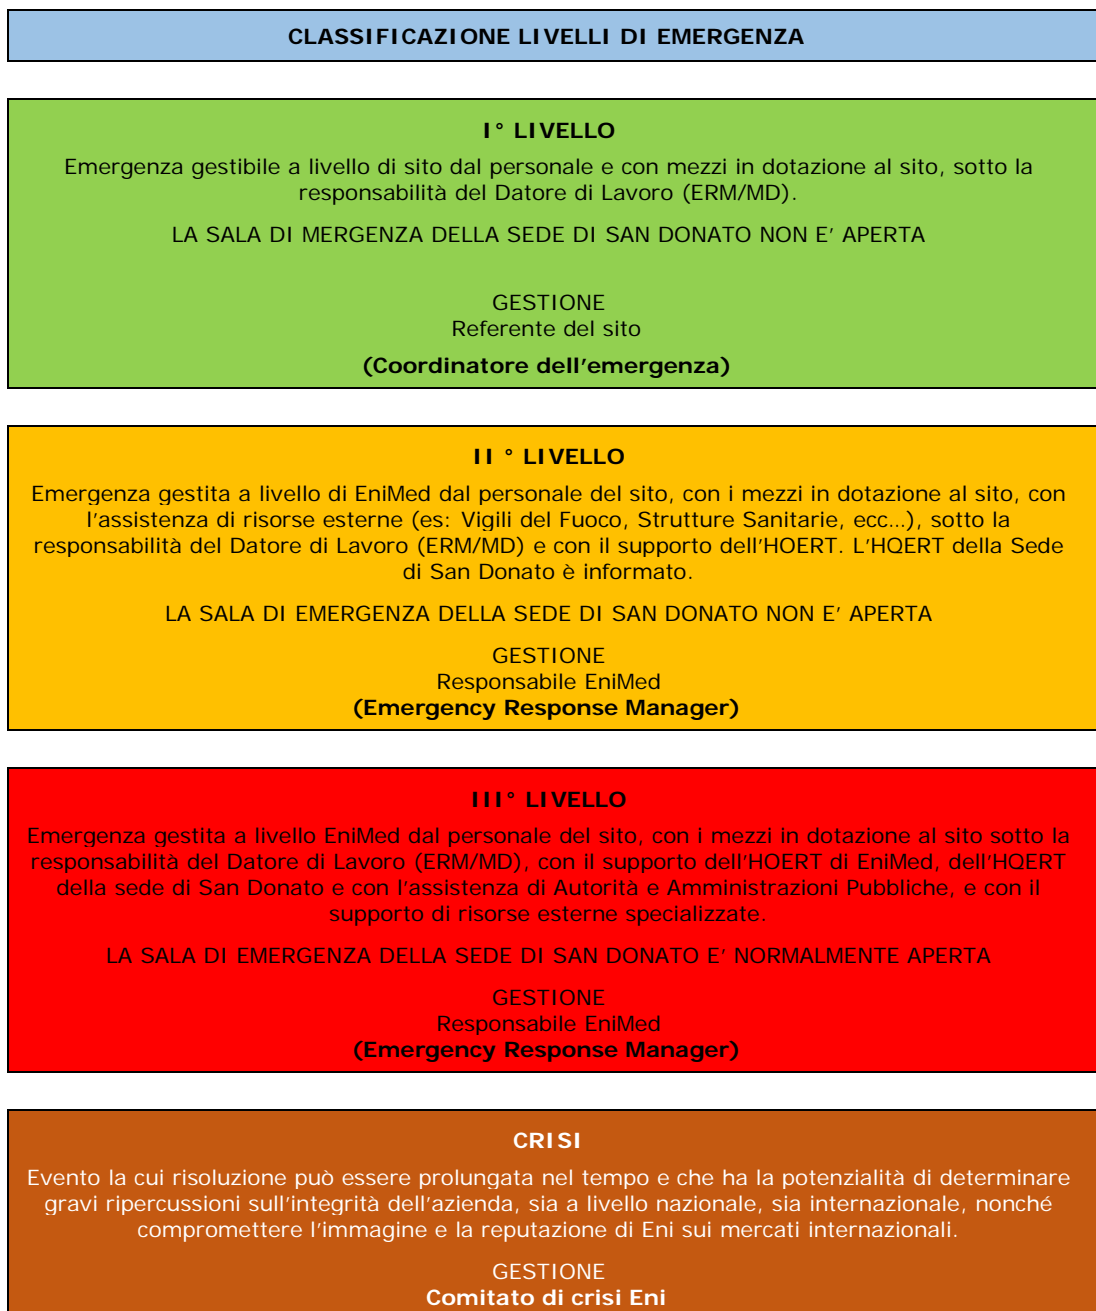 CLASSIFICAZIONE LIVELLI DI EMERGENZA
I° LIVELLO
Emergenza gestibile a livello di sito dal personale e con mezzi in dotazione al sito, sotto la
responsabilità del Datore di Lavoro (ERM/MD).
LA SALA DI MERGENZA DELLA SEDE DI SAN DONATO NON E’ APERTA
GESTIONE
Referente del sito
(Coordinatore dell’emergenza)
II ° LIVELLO
Emergenza gestita a livello di EniMed dal personale del sito, con i mezzi in dotazione al sito, con
l’assistenza di risorse esterne (es: Vigili del Fuoco, Strutture Sanitarie, ecc…), sotto la
responsabilità del Datore di Lavoro (ERM/MD) e con il supporto dell’HOERT. L’HQERT della Sede
di San Donato è informato.
LA SALA DI EMERGENZA DELLA SEDE DI SAN DONATO NON E’ APERTA
GESTIONE
Responsabile EniMed
(Emergency Response Manager)
III° LIVELLO
Emergenza gestita a livello EniMed dal personale del sito, con i mezzi in dotazione al sito sotto la
responsabilità del Datore di Lavoro (ERM/MD), con il supporto dell’HOERT di EniMed, dell’HQERT
della sede di San Donato e con l’assistenza di Autorità e Amministrazioni Pubbliche, e con il
supporto di risorse esterne specializzate.
LA SALA DI EMERGENZA DELLA SEDE DI SAN DONATO E’ NORMALMENTE APERTA
GESTIONE
Responsabile EniMed
(Emergency Response Manager)
CRISI
Evento la cui risoluzione può essere prolungata nel tempo e che ha la potenzialità di determinare
gravi ripercussioni sull’integrità dell’azienda, sia a livello nazionale, sia internazionale, nonché
compromettere l’immagine e la reputazione di Eni sui mercati internazionali.
GESTIONE
Comitato di crisi Eni